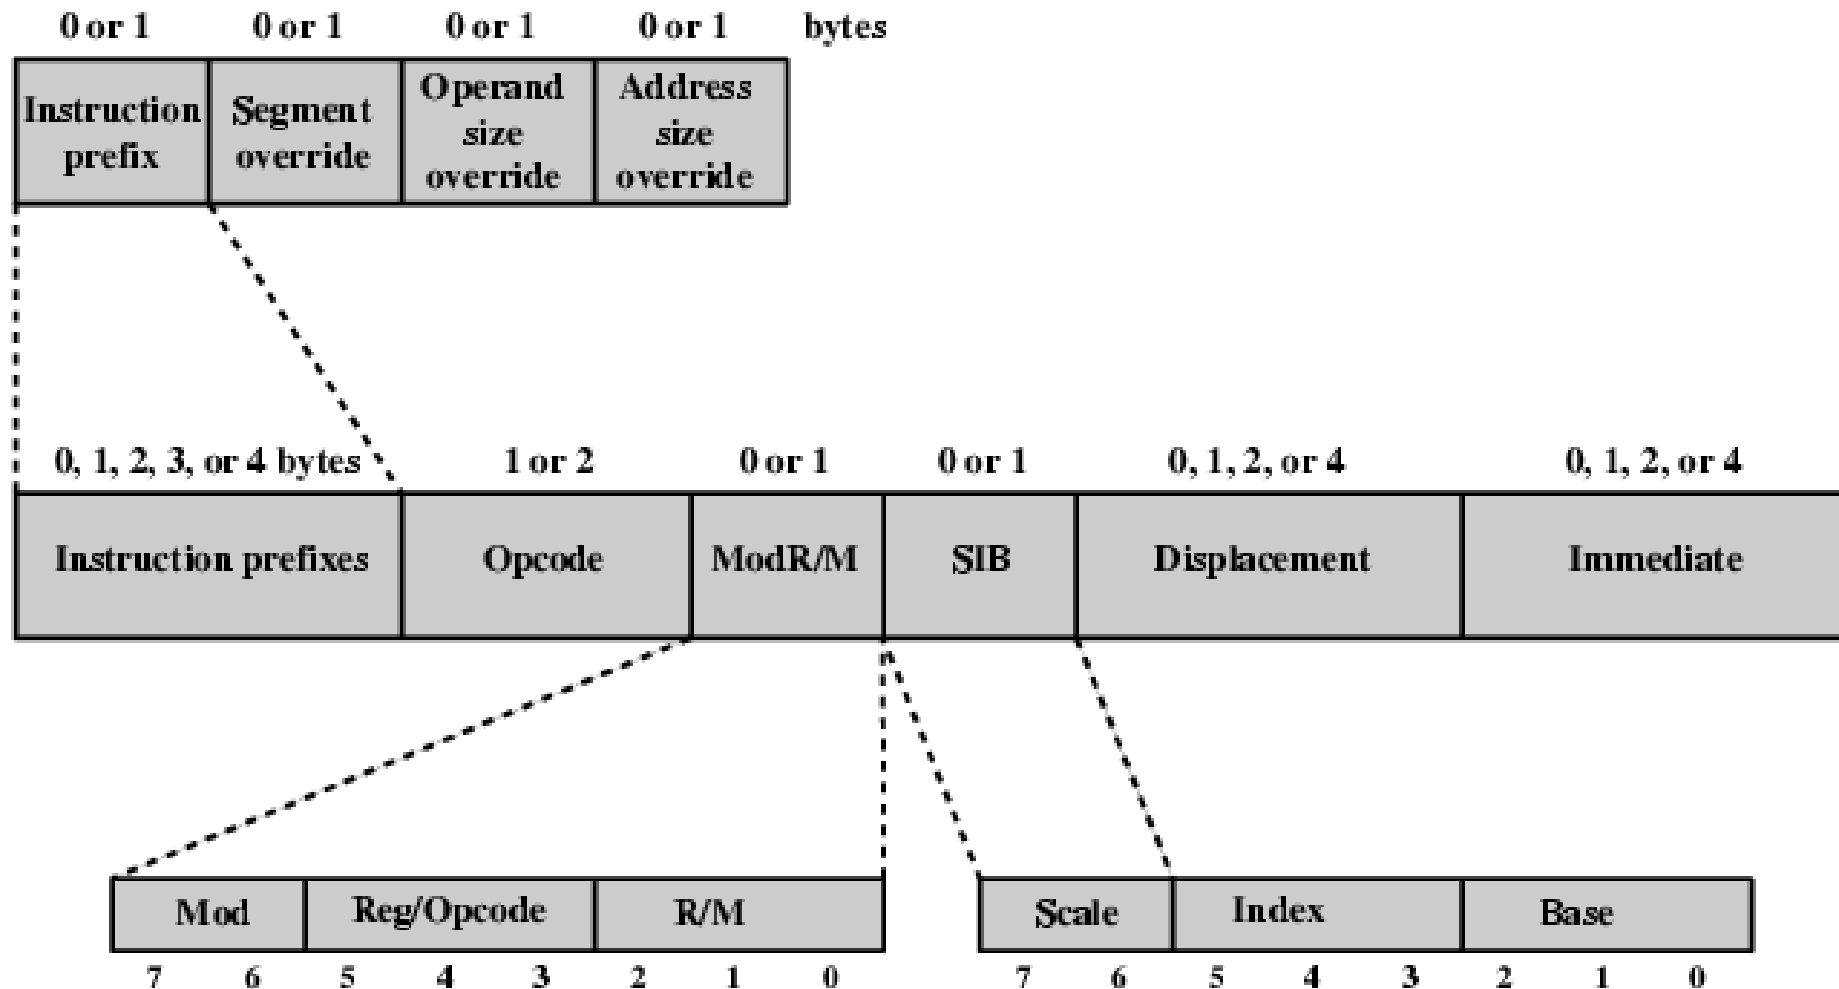 0 or 1 0 or 1 0 or 1 0 or 1 bytes
Instruction prefix
Segment override
Operand size override
Address size override
0, 1, 2, 3, or 4 bytes 1 or 2 0 or 1 0 or 1 0, 1, 2, or 4 0, 1, 2, or 4
Instruction prefixes Opcode ModR/M SIB Displacement Immediate
Mod Reg/Opcode R/M Scale Index Base
7 6 5 4 3 2 1 0 7 6 5 4 3 2 1 0